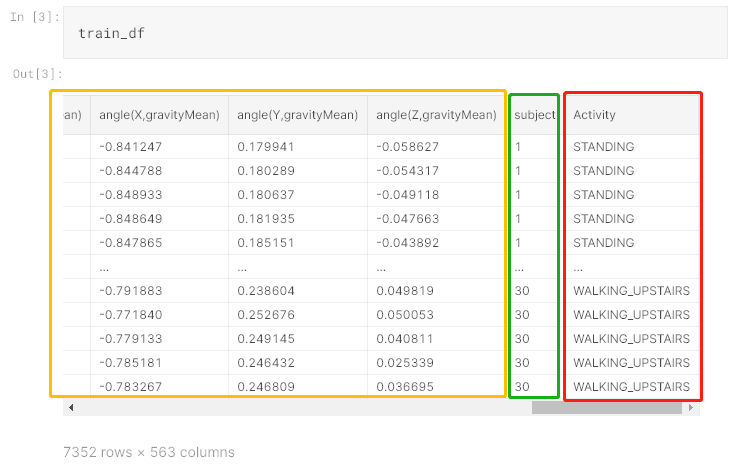 In [3]:
train_df
Out[3]:
an) angle(X,gravityMean) angle(Y,gravityMean) angle(Z,gravityMean) subject Activity
-0.841247 0.179941 -0.058627 1 STANDING
-0.844788 0.180289 -0.054317 1 STANDING
-0.848933 0.180637 -0.049118 1 STANDING
-0.848649 0.181935 -0.047663 1 STANDING
-0.847865 0.185151 -0.043892 1 STANDING
... ... ... ... ...
-0.791883 0.238604 0.049819 30 WALKING_UPSTAIRS
-0.771840 0.252676 0.050053 30 WALKING_UPSTAIRS
-0.779133 0.249145 0.040811 30 WALKING_UPSTAIRS
-0.785181 0.246432 0.025339 30 WALKING_UPSTAIRS
-0.783267 0.246809 0.036695 30 WALKING_UPSTAIRS
7352 rows × 563 columns